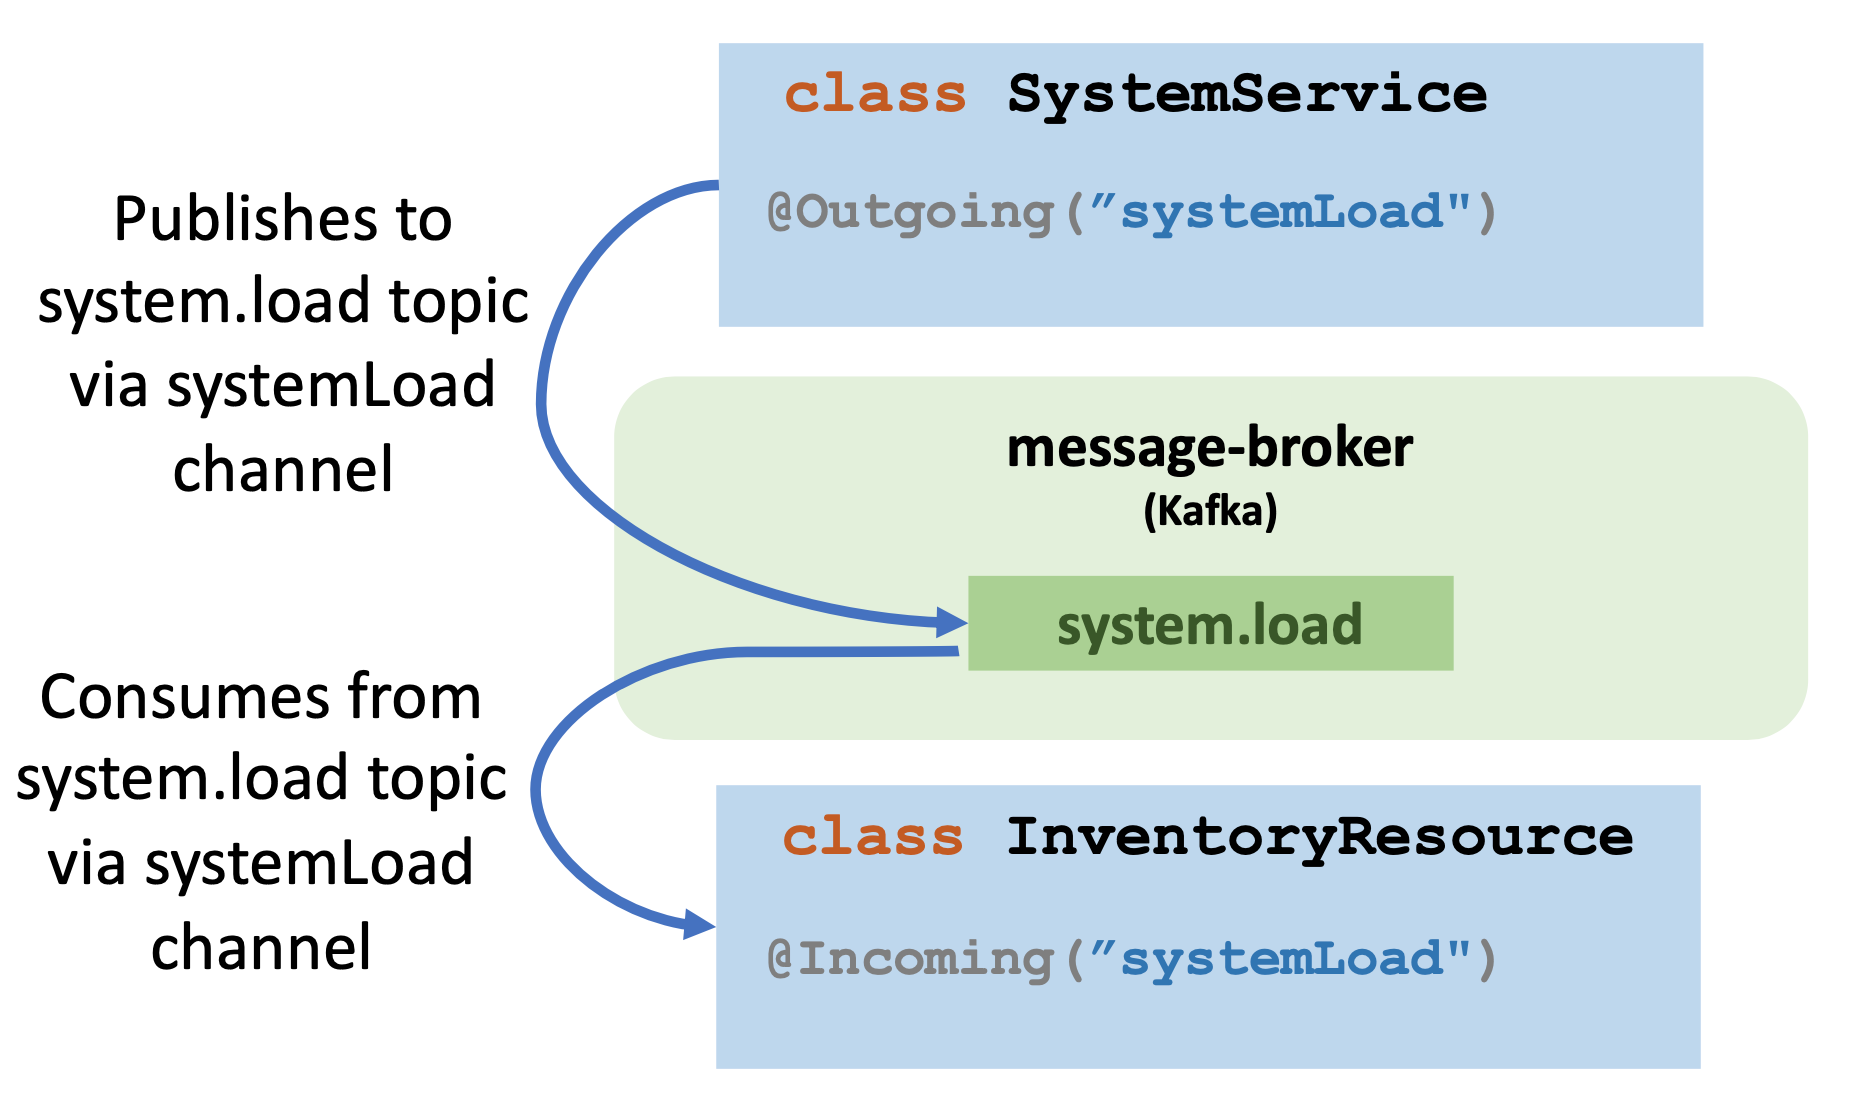 class SystemService
@Outgoing(”systemLoad")
Publishes to
system.load topic
via systemLoad
channel
message-broker
(Kafka)
system.load
Consumes from
system.load topic
via systemLoad
channel
class InventoryResource
@Incoming(”systemLoad")